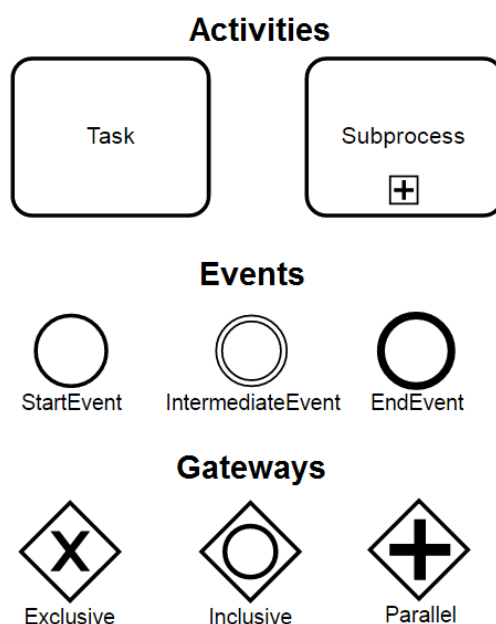 Activities
Task Subprocess
Events
StartEvent IntermediateEvent EndEvent
Gateways
X
Exclusive Inclusive Parallel